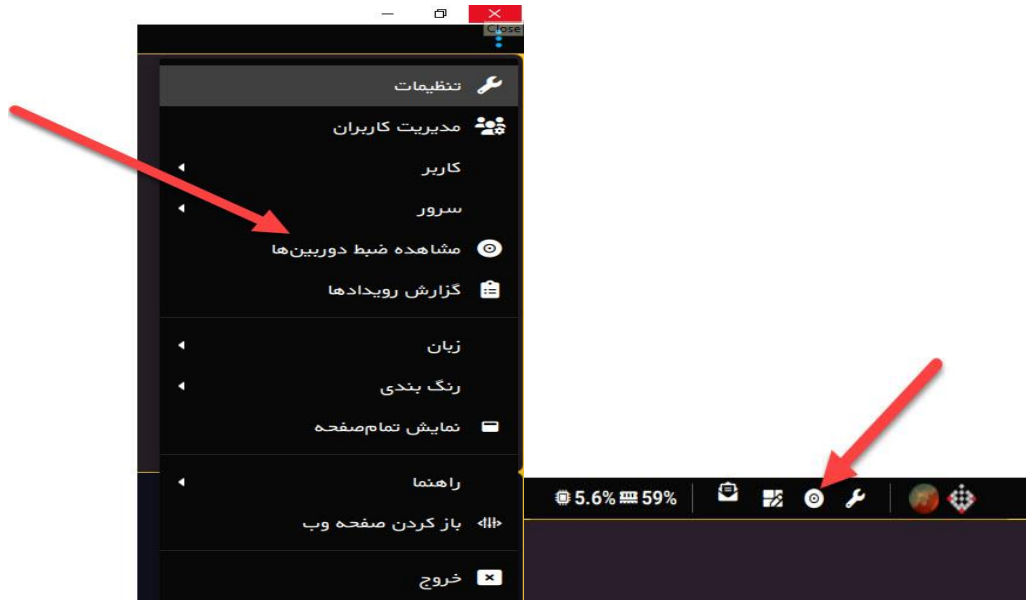 Close
تنظیمات
مدیریت کاربران
کاربر
سرور
مشاهده ضبط دوربین‌ها
گزارش رویدادها
زبان
رنگ بندی
نمایش تمام‌صفحه
راهنما
باز کردن صفحه وب
خروج
5.6% 59%